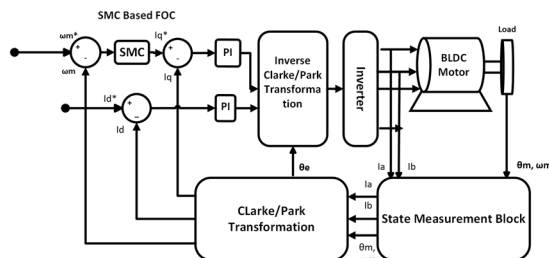 SMC Based FOC
ωm*
+
-
ωm
SMC
Iq*
+
-
Iq
PI
Id*
+
-
Id
PI
Inverse
Clarke/Park
Transforma
tion
Inverter
BLDC
Motor
Load
θe
Ia
Ib
θm, ωm
CLarke/Park
Transformation
Ia
Ib
θm,
State Measurement Block